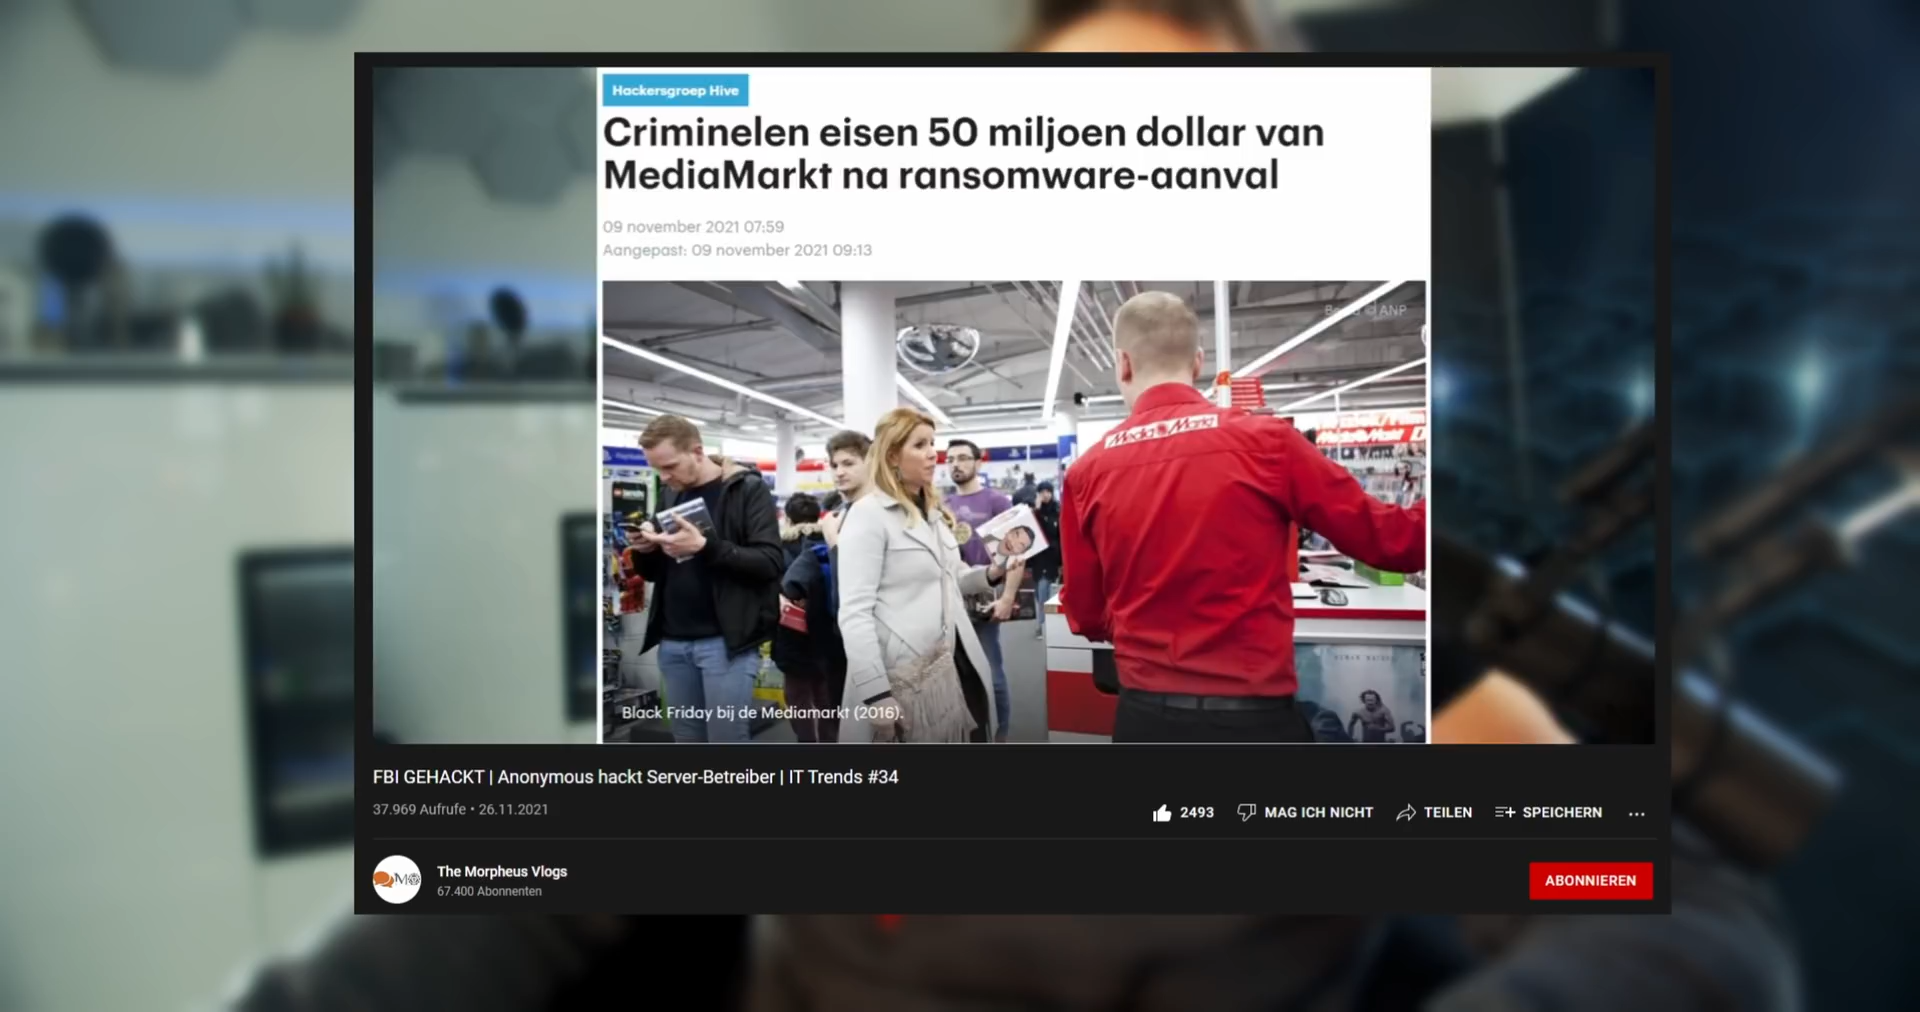 Hackersgroep Hive
Criminelen eisen 50 miljoen dollar van
MediaMarkt na ransomware-aanval
09 november 2021 07:59
Aangepast: 09 november 2021 09:13
© ANP
Media Markt
Black Friday bij de Mediamarkt (2016).
FBI GEHACKT | Anonymous hackt Server-Betreiber | IT Trends #34
37.969 Aufrufe • 26.11.2021
2493 MAG ICH NICHT TEILEN SPEICHERN ...
The Morpheus Vlogs
67.400 Abonnenten
ABONNIEREN